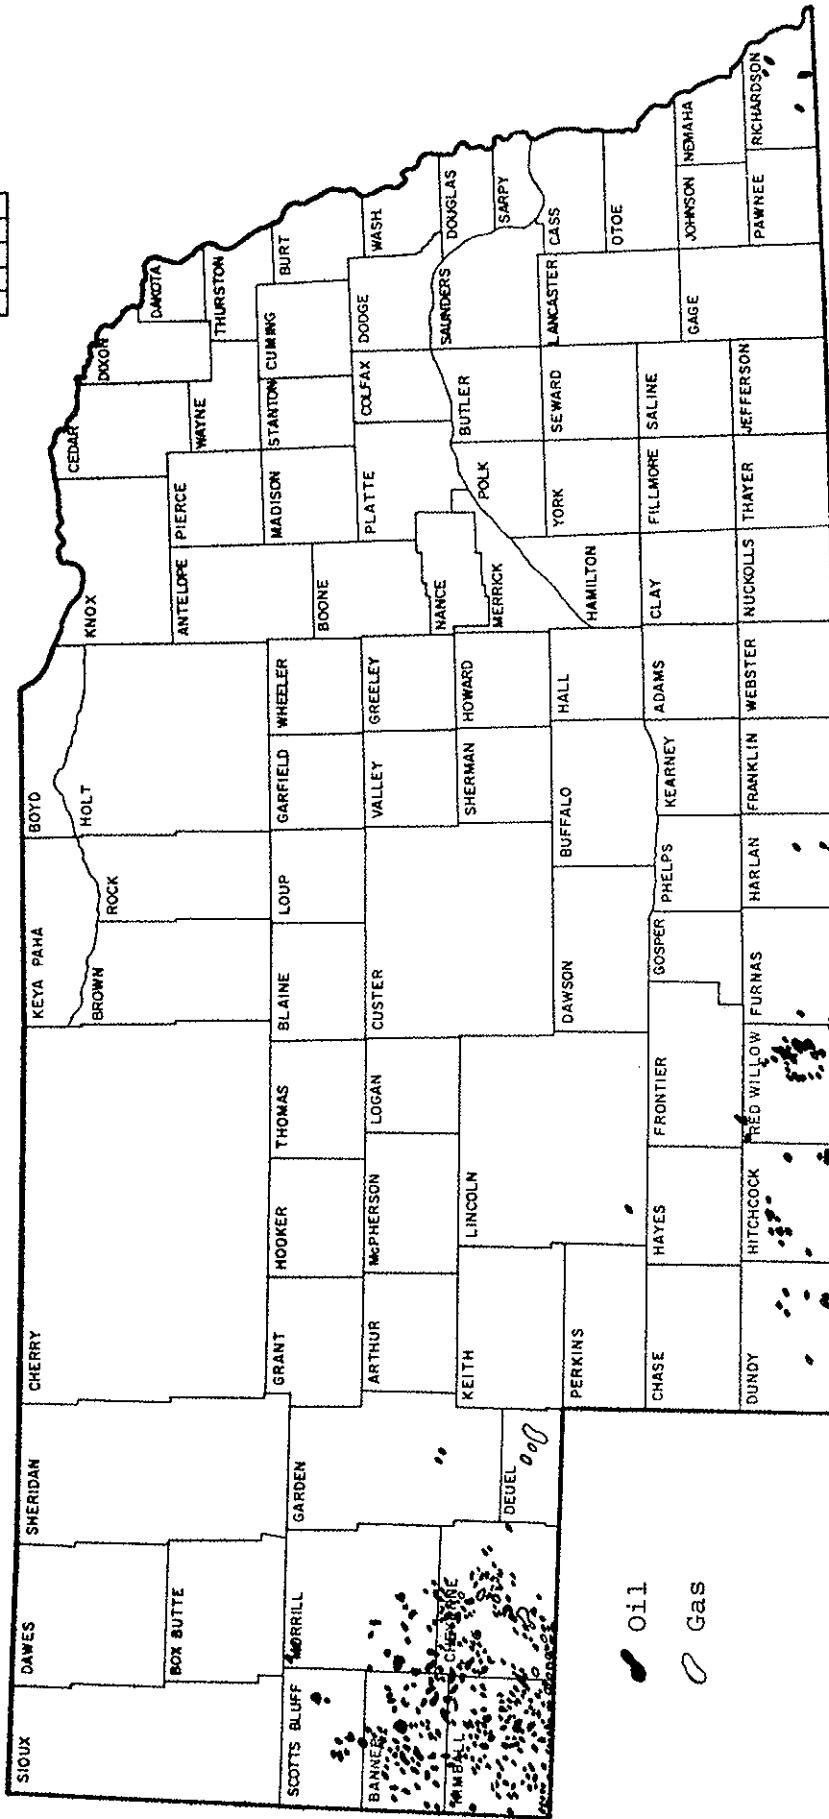 SIOUX
DAWES
SHERIDAN
CHERRY
KEYA PAHA
BOYD
BROWN
ROCK
HOLT
KNOX
CEDAR
DIXON
DAKOTA
BOX BUTTE
ANTELOPE
PIERCE
WAYNE
THURSTON
SCOTTS BLUFF
MORRILL
GARDEN
GRANT
HOOKER
THOMAS
BLAINE
LOUP
GARFIELD
WHEELER
BOONE
MADISON
STANTON
CUMING
BURT
BANNER
ARTHUR
McPHERSON
LOGAN
CUSTER
VALLEY
GREELEY
NANCE
PLATTE
COLFAX
DODGE
WASH.
KIMBALL
CHEYENNE
DEUEL
KEITH
LINCOLN
SHERMAN
HOWARD
MERRICK
POLK
BUTLER
SAUNDERS
DOUGLAS
SARPY
PERKINS
DAWSON
BUFFALO
HALL
HAMILTON
YORK
SEWARD
LANCASTER
CASS
OTOE
CHASE
HAYES
FRONTIER
GOSPER
PHELPS
KEARNEY
ADAMS
CLAY
FILLMORE
SALINE
GAGE
JOHNSON
NEMAHA
DUNDY
HITCHCOCK
RED WILLOW
FURNAS
HARLAN
FRANKLIN
WEBSTER
NUCKOLLS
THAYER
JEFFERSON
PAWNEE
RICHARDSON
Oil
Gas